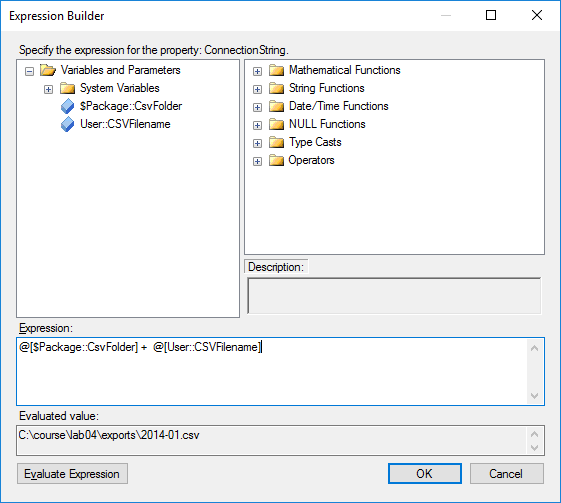 Expression Builder
Specify the expression for the property: ConnectionString.
Variables and Parameters
System Variables
$Package::CsvFolder
User::CSVFilename
Mathematical Functions
String Functions
Date/Time Functions
NULL Functions
Type Casts
Operators
Description:
Expression:
@[$Package::CsvFolder] +  @[User::CSVFilename]
Evaluated value:
C:\course\lab04\exports\2014-01.csv
Evaluate Expression
OK
Cancel